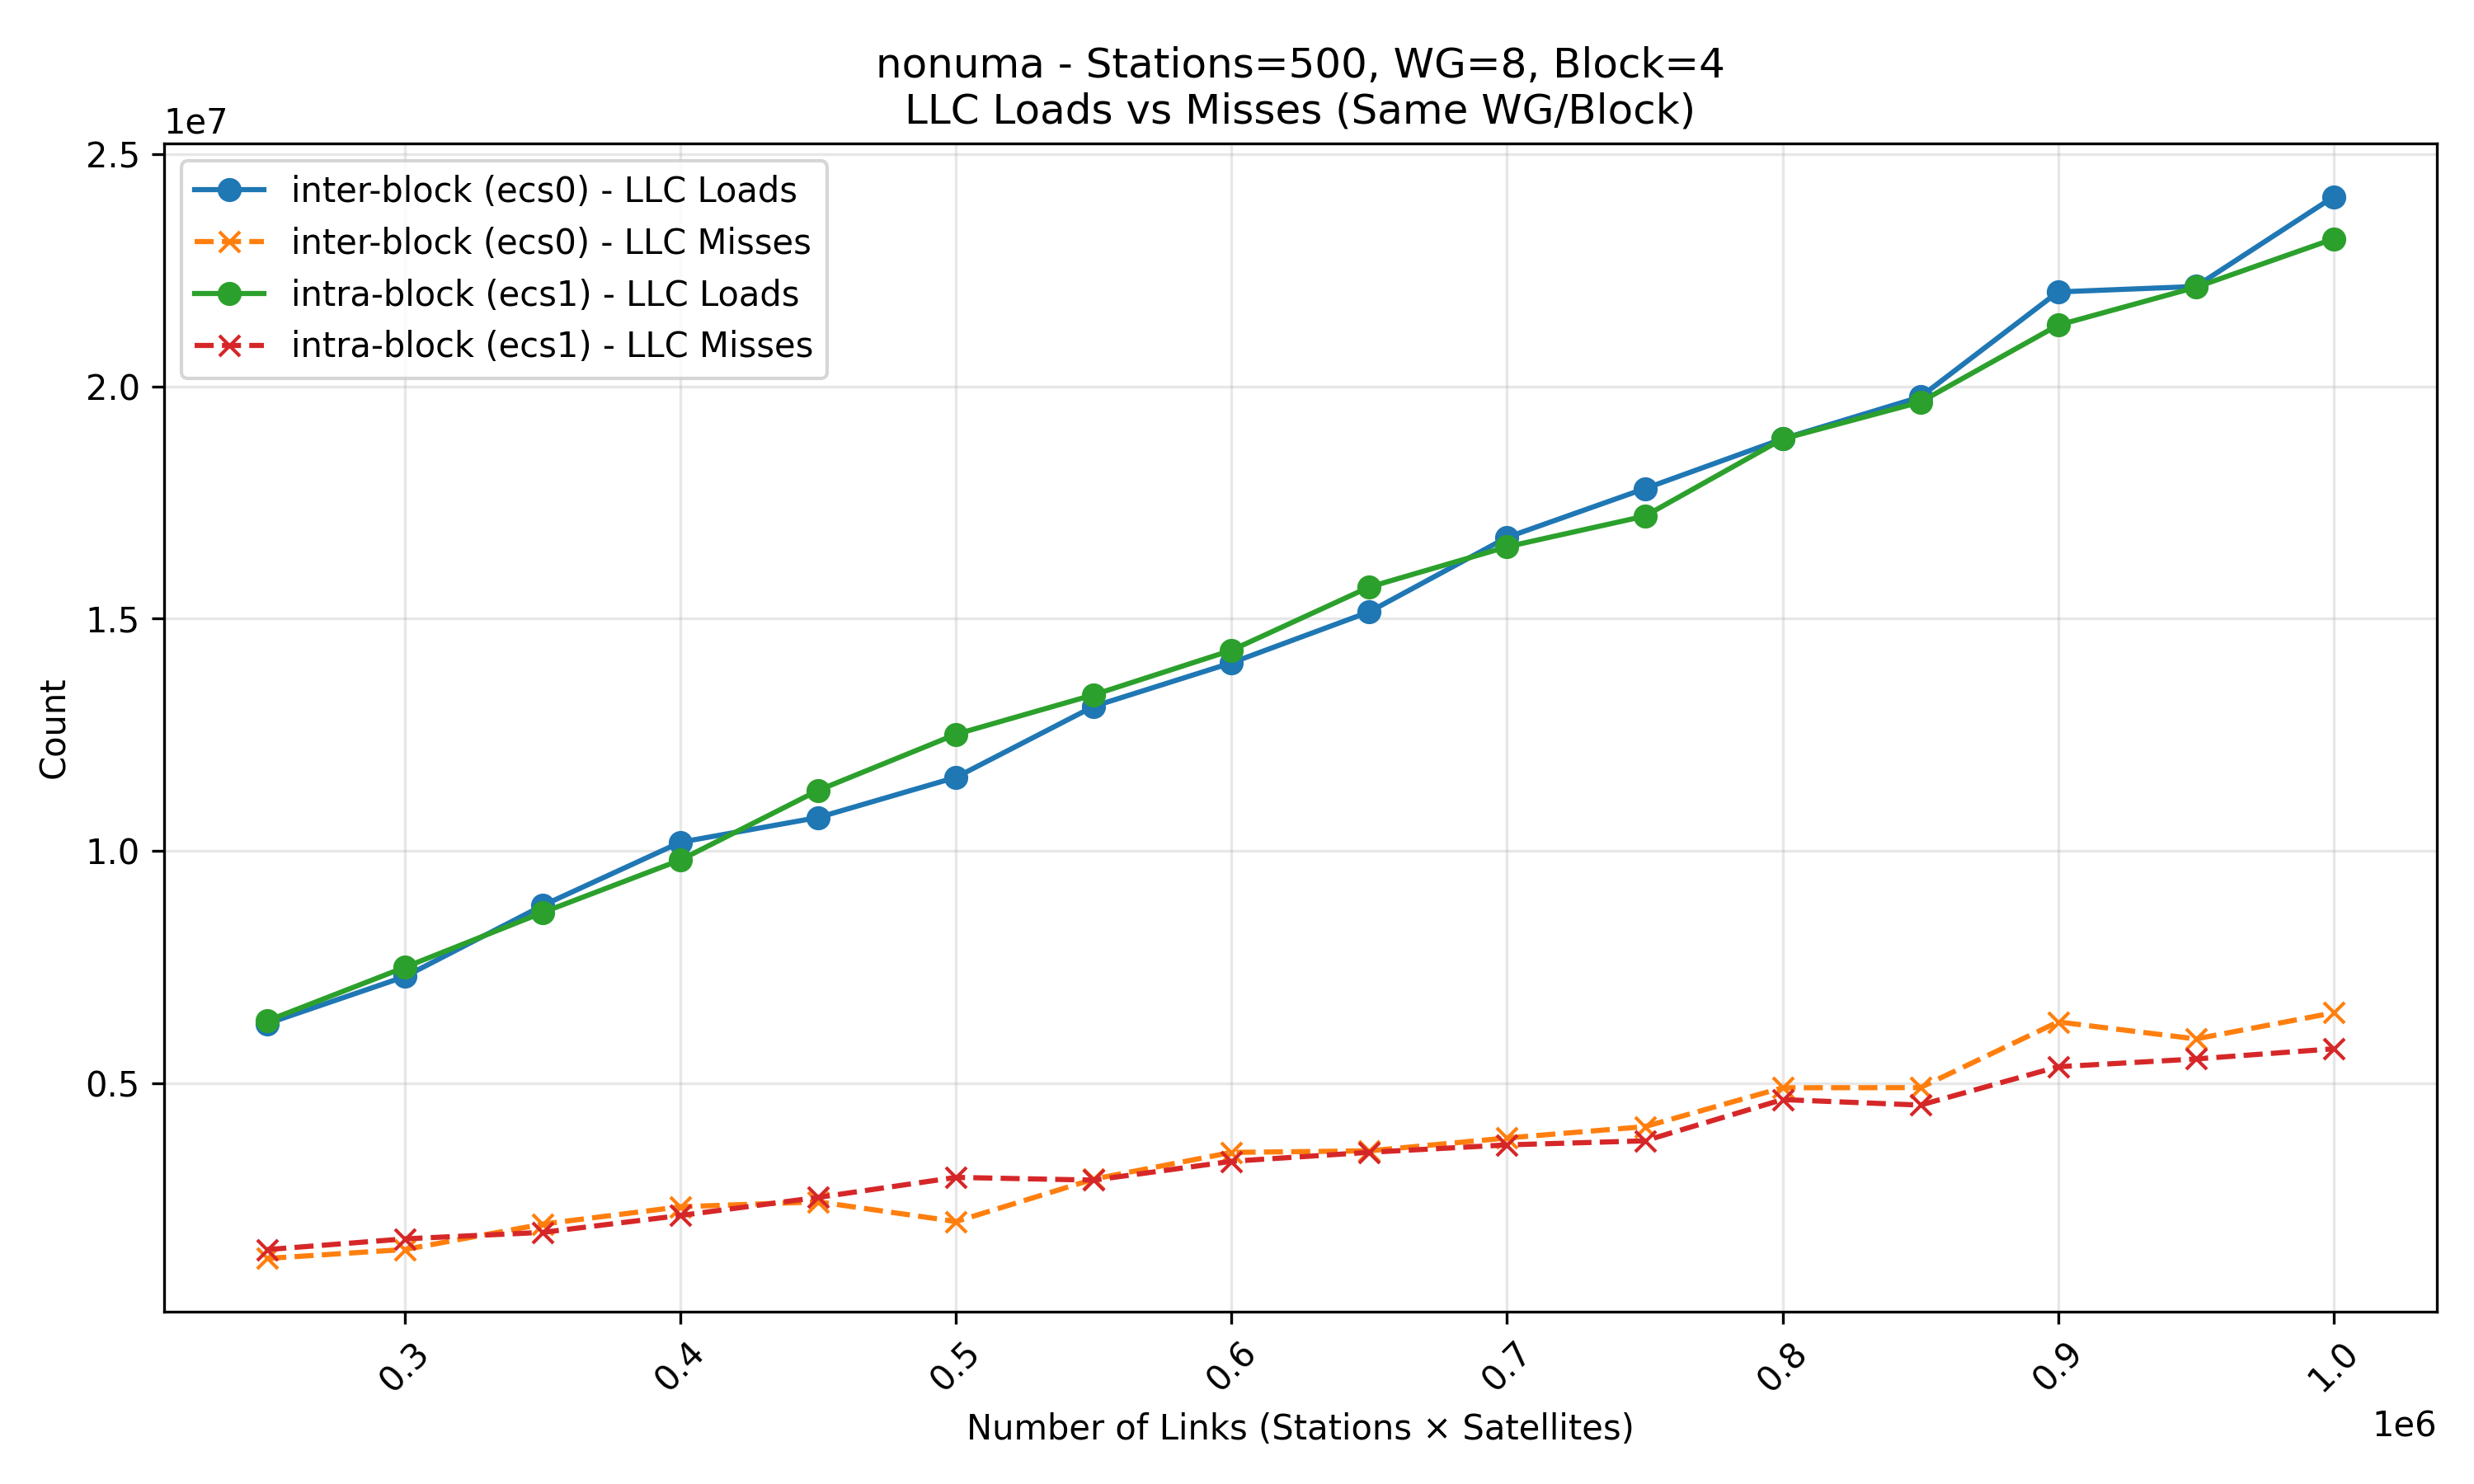 nonuma - Stations=500, WG=8, Block=4
LLC Loads vs Misses (Same WG/Block)
1e7
2.5
2.0
1.5
1.0
0.5
Count
inter-block (ecs0) - LLC Loads
inter-block (ecs0) - LLC Misses
intra-block (ecs1) - LLC Loads
intra-block (ecs1) - LLC Misses
0.3
0.4
0.5
0.6
0.7
0.8
0.9
1.0
Number of Links (Stations × Satellites)
1e6